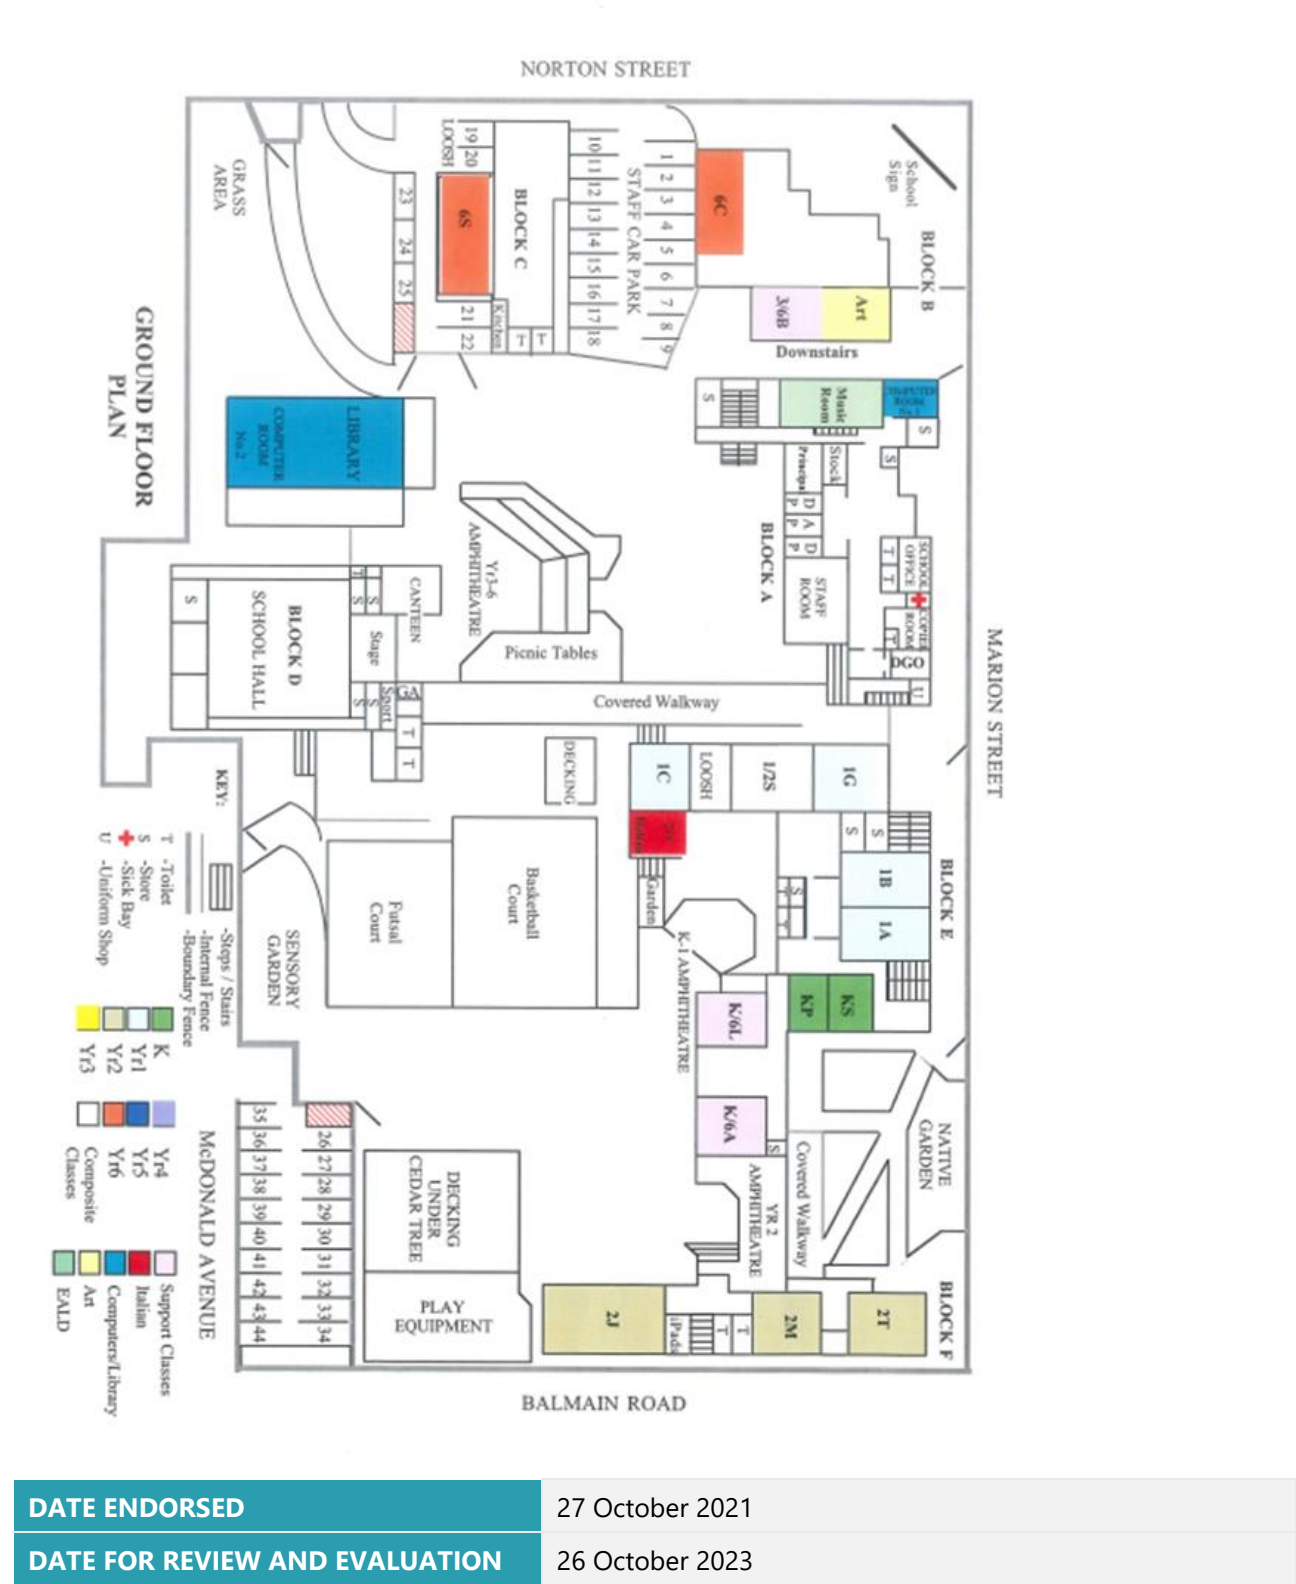 NORTON STREET
School
Sign
BLOCK B
6C
3/6B
Art
Downstairs
STAFF CAR PARK
1
2
3
4
5
6
7
8
9
10
11
12
13
14
15
16
17
18
BLOCK C
LOOSH
19
20
6S
21
22
Kitchen
T
T
23
24
25
GRASS
AREA
GROUND FLOOR
PLAN
LIBRARY
COMPUTER
ROOM
No.2
Yr3-6
AMPHITHEATRE
Picnic Tables
S
Music
Room
COMPUTER
ROOM
No.1
S
S
Principal
Stock
D
P
A
P
D
P
BLOCK A
STAFF
ROOM
SCHOOL
OFFICE
T
T
COPIER
ROOM
T
DGO
U
MARION STREET
Covered Walkway
CANTEEN
T
S
S
Stage
S
S
Sport
GA
T
T
BLOCK D
SCHOOL HALL
S
DECKING
1C
LOOSH
1/2S
1G
S
S
1B
1A
BLOCK E
S
T
T
Garden
K-1 AMPHITHEATRE
Basketball
Court
Futsal
Court
SENSORY
GARDEN
K/6L
KP
KS
K/6A
S
Covered Walkway
NATIVE
GARDEN
YR 2
AMPHITHEATRE
BLOCK F
2J
iPads
T
T
2M
2T
DECKING
UNDER
CEDAR TREE
PLAY
EQUIPMENT
26
27
28
29
30
31
32
33
34
35
36
37
38
39
40
41
42
43
44
McDONALD AVENUE
BALMAIN ROAD
KEY:
-Steps / Stairs
-Internal Fence
-Boundary Fence
T -Toilet
S -Store
-Sick Bay
U -Uniform Shop
K
Yr1
Yr2
Yr3
Yr4
Yr5
Yr6
Composite
Classes
Support Classes
Italian
Computers/Library
Art
EALD
DATE ENDORSED 27 October 2021
DATE FOR REVIEW AND EVALUATION 26 October 2023